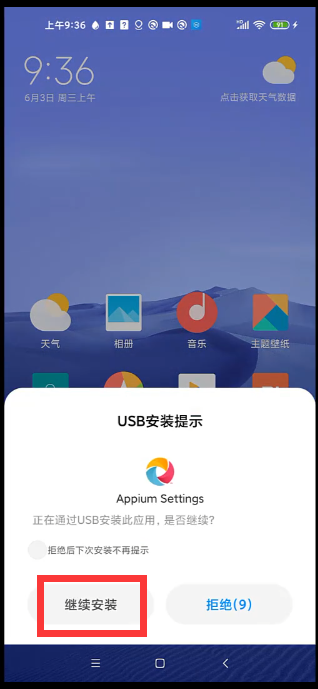 上午9:36
91
9:36
6月3日 周三上午
点击获取天气数据
天气
相册
音乐
主题壁纸
USB安装提示
Appium Settings
正在通过USB安装此应用，是否继续？
拒绝后下次安装不再提示
继续安装
拒绝(9)